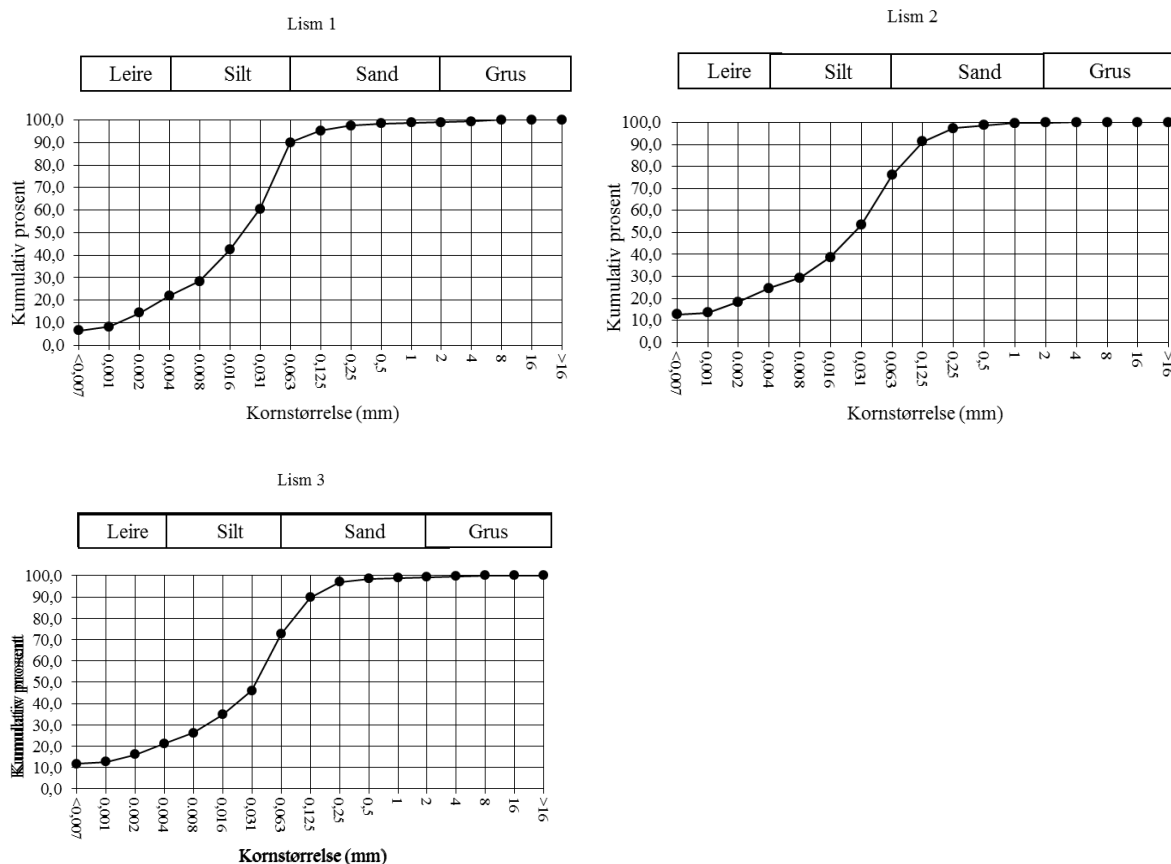 Lism 1
Leire Silt Sand Grus
100,0
90,0
80,0
70,0
60,0
50,0
40,0
30,0
20,0
10,0
0,0
Kumulativ prosent
<0,007 0,001 0.002 0,004 0.008 0,016 0,031 0,063 0,125 0,25 0,5 1 2 4 8 16 >16
Kornstørrelse (mm)
Lism 2
Leire Silt Sand Grus
100,0
90,0
80,0
70,0
60,0
50,0
40,0
30,0
20,0
10,0
0,0
Kumulativ prosent
<0,007 0,001 0.002 0,004 0.008 0,016 0,031 0,063 0,125 0,25 0,5 1 2 4 8 16 >16
Kornstørrelse (mm)
Lism 3
Leire Silt Sand Grus
100,0
90,0
80,0
70,0
60,0
50,0
40,0
30,0
20,0
10,0
0,0
Kumulativ prosent
<0,007 0,001 0.002 0,004 0,008 0,016 0,031 0,063 0,125 0,25 0,5 1 2 4 8 16 >16
Kornstørrelse (mm)